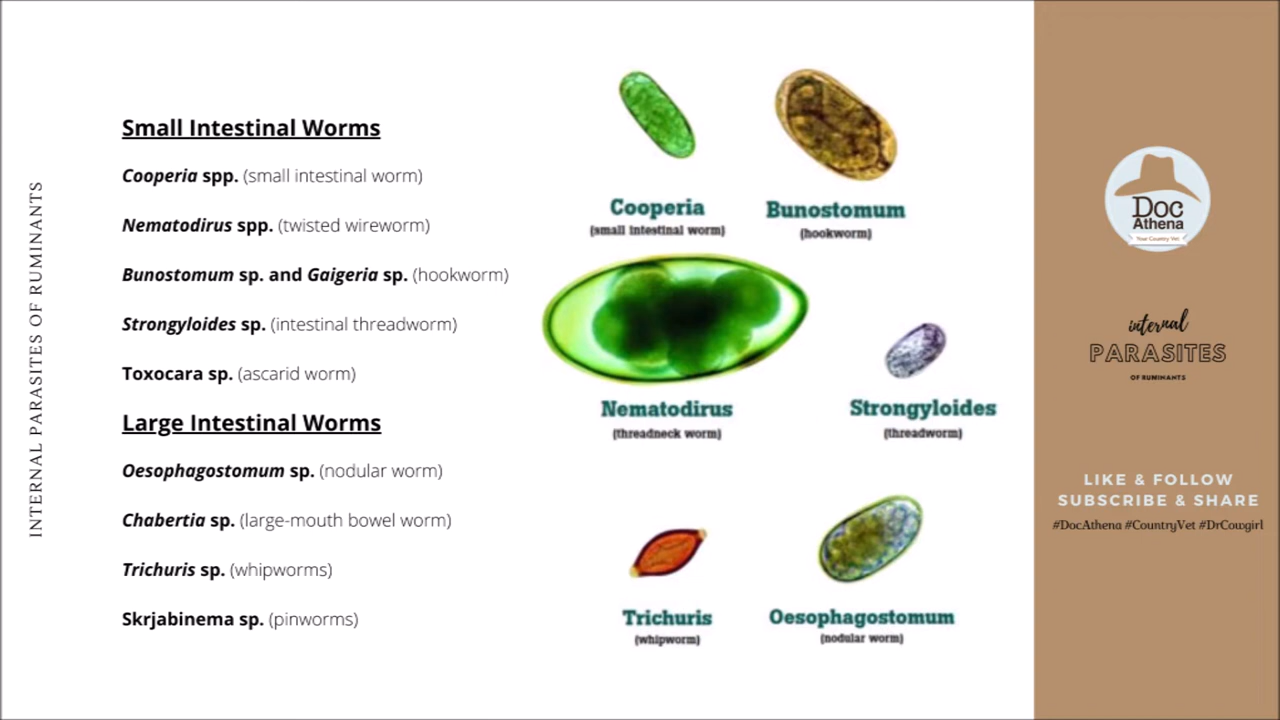 INTERNAL PARASITES OF RUMINANTS
Small Intestinal Worms
Cooperia spp. (small intestinal worm)
Nematodirus spp. (twisted wireworm)
Bunostomum sp. and Gaigeria sp. (hookworm)
Strongyloides sp. (intestinal threadworm)
Toxocara sp. (ascarid worm)
Large Intestinal Worms
Oesophagostomum sp. (nodular worm)
Chabertia sp. (large-mouth bowel worm)
Trichuris sp. (whipworms)
Skrjabinema sp. (pinworms)
Cooperia
(small intestinal worm)
Bunostomum
(hookworm)
Nematodirus
(threadneck worm)
Strongyloides
(threadworm)
Trichuris
(whipworm)
Oesophagostomum
(nodular worm)
Doc
Athena
Your Country Vet
internal
PARASITES
OF RUMINANTS
LIKE & FOLLOW
SUBSCRIBE & SHARE
#DocAthena #CountryVet #DrCowgirl